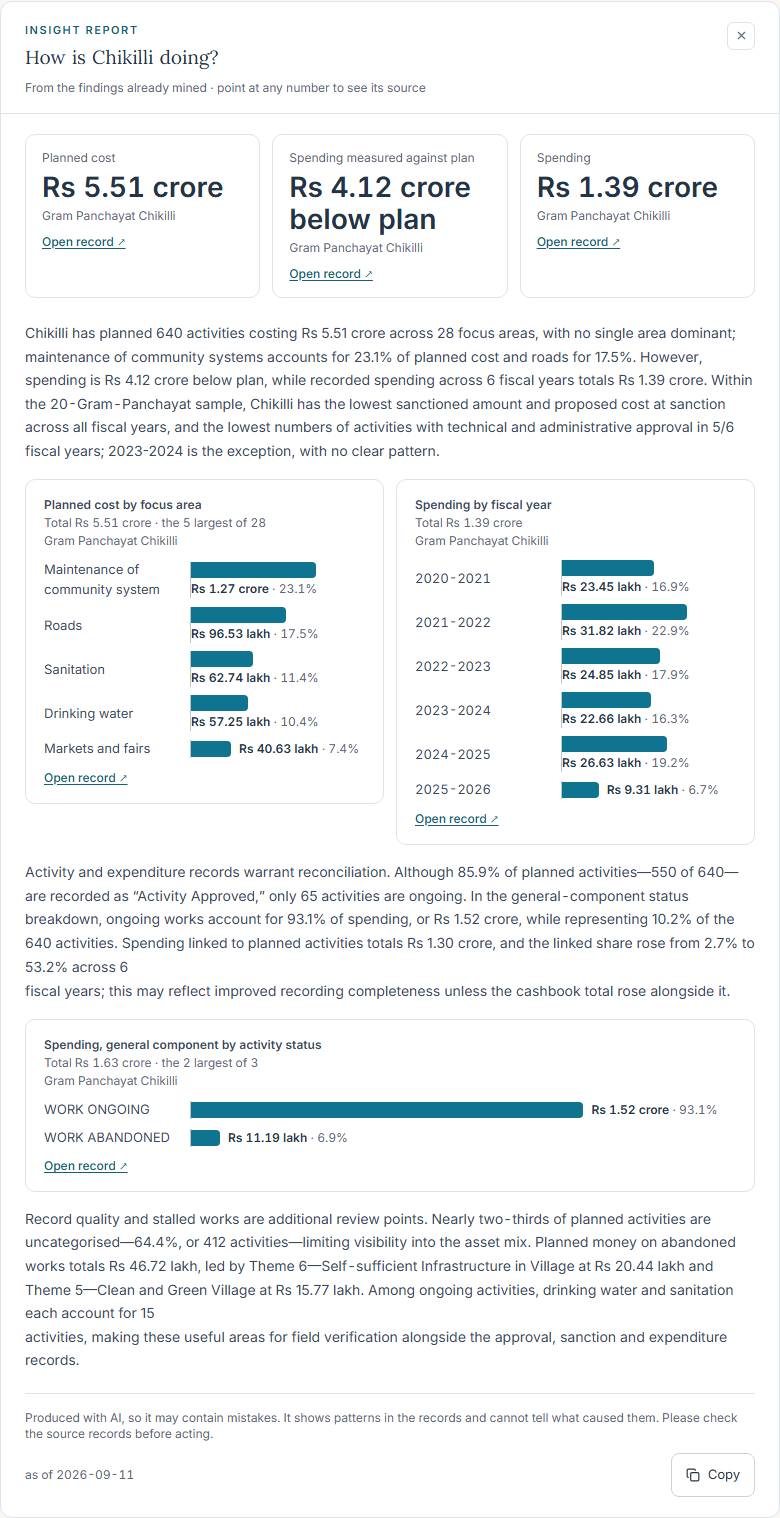 INSIGHT REPORT
How is Chikilli doing?
From the findings already mined · point at any number to see its source
Planned cost
Rs 5.51 crore
Gram Panchayat Chikilli
Open record ↗
Spending measured against plan
Rs 4.12 crore
below plan
Gram Panchayat Chikilli
Open record ↗
Spending
Rs 1.39 crore
Gram Panchayat Chikilli
Open record ↗
Chikilli has planned 640 activities costing Rs 5.51 crore across 28 focus areas, with no single area dominant;
maintenance of community systems accounts for 23.1% of planned cost and roads for 17.5%. However,
spending is Rs 4.12 crore below plan, while recorded spending across 6 fiscal years totals Rs 1.39 crore. Within
the 20-Gram-Panchayat sample, Chikilli has the lowest sanctioned amount and proposed cost at sanction
across all fiscal years, and the lowest numbers of activities with technical and administrative approval in 5/6
fiscal years; 2023-2024 is the exception, with no clear pattern.
Planned cost by focus area
Total Rs 5.51 crore · the 5 largest of 28
Gram Panchayat Chikilli
Maintenance of
community system
Rs 1.27 crore · 23.1%
Roads
Rs 96.53 lakh · 17.5%
Sanitation
Rs 62.74 lakh · 11.4%
Drinking water
Rs 57.25 lakh · 10.4%
Markets and fairs
Rs 40.63 lakh · 7.4%
Open record ↗
Spending by fiscal year
Total Rs 1.39 crore
Gram Panchayat Chikilli
2020-2021
Rs 23.45 lakh · 16.9%
2021-2022
Rs 31.82 lakh · 22.9%
2022-2023
Rs 24.85 lakh · 17.9%
2023-2024
Rs 22.66 lakh · 16.3%
2024-2025
Rs 26.63 lakh · 19.2%
2025-2026
Rs 9.31 lakh · 6.7%
Open record ↗
Activity and expenditure records warrant reconciliation. Although 85.9% of planned activities—550 of 640—
are recorded as “Activity Approved,” only 65 activities are ongoing. In the general-component status
breakdown, ongoing works account for 93.1% of spending, or Rs 1.52 crore, while representing 10.2% of the
640 activities. Spending linked to planned activities totals Rs 1.30 crore, and the linked share rose from 2.7% to
53.2% across 6
fiscal years; this may reflect improved recording completeness unless the cashbook total rose alongside it.
Spending, general component by activity status
Total Rs 1.63 crore · the 2 largest of 3
Gram Panchayat Chikilli
WORK ONGOING
Rs 1.52 crore · 93.1%
WORK ABANDONED
Rs 11.19 lakh · 6.9%
Open record ↗
Record quality and stalled works are additional review points. Nearly two-thirds of planned activities are
uncategorised—64.4%, or 412 activities—limiting visibility into the asset mix. Planned money on abandoned
works totals Rs 46.72 lakh, led by Theme 6—Self-sufficient Infrastructure in Village at Rs 20.44 lakh and
Theme 5—Clean and Green Village at Rs 15.77 lakh. Among ongoing activities, drinking water and sanitation
each account for 15
activities, making these useful areas for field verification alongside the approval, sanction and expenditure
records.
Produced with AI, so it may contain mistakes. It shows patterns in the records and cannot tell what caused them. Please check
the source records before acting.
as of 2026-09-11
Copy